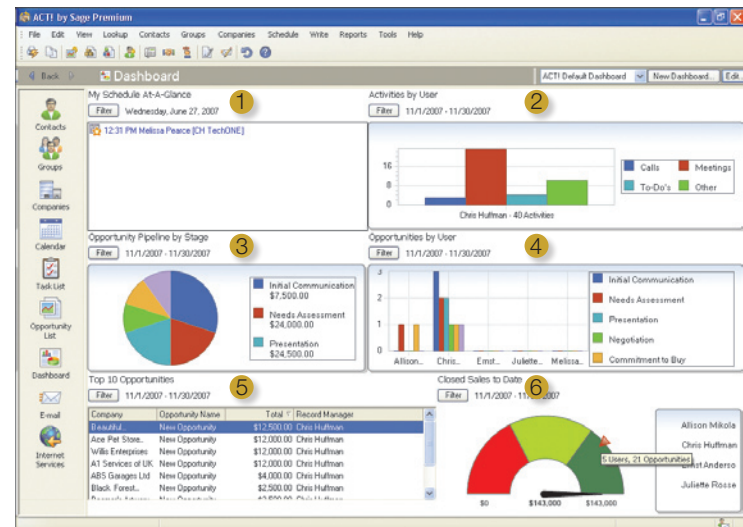 ACT! by Sage Premium
File Edit View Lookup Contacts Groups Companies Schedule Write Reports Tools Help
Back Dashboard ACT! Default Dashboard New Dashboard... Edit
My Schedule At-A-Glance 1
Filter Wednesday, June 27, 2007
12:31 PM Melissa Pearce [CH TechONE]
Activities by User 2
Filter 11/1/2007 - 11/30/2007
16
8
0
Chris Huffman - 40 Activities
Calls Meetings
To-Do's Other
Contacts
Groups
Companies
Calendar
Task List
Opportunity
List
Dashboard
E-mail
Internet
Services
Opportunity Pipeline by Stage 3
Filter 11/1/2007 - 11/30/2007
Initial Communication
$7,500.00
Needs Assessment
$24,000.00
Presentation
$24,500.00
Opportunities by User 4
Filter 11/1/2007 - 11/30/2007
3
2
1
0
Allison... Chris... Ernst... Juliette... Melissa...
Initial Communication
Needs Assessment
Presentation
Negotiation
Commitment to Buy
Top 10 Opportunities 5
Filter 11/1/2007 - 11/30/2007
Company Opportunity Name Total Record Manager
Beautiful... New Opportunity $12,500.00 Chris Huffman
Ace Pet Store... New Opportunity $12,000.00 Chris Huffman
Willis Enterprises New Opportunity $12,000.00 Chris Huffman
A1 Services of UK New Opportunity $12,000.00 Chris Huffman
ABS Garages Ltd New Opportunity $4,000.00 Chris Huffman
Black Forest... New Opportunity $2,500.00 Chris Huffman
Closed Sales to Date 6
Filter 11/1/2007 - 11/30/2007
5 Users, 21 Opportunities
$0 $143,000 $143,000
Allison Mikola
Chris Huffman
Ernst Anderso
Juliette Rosse